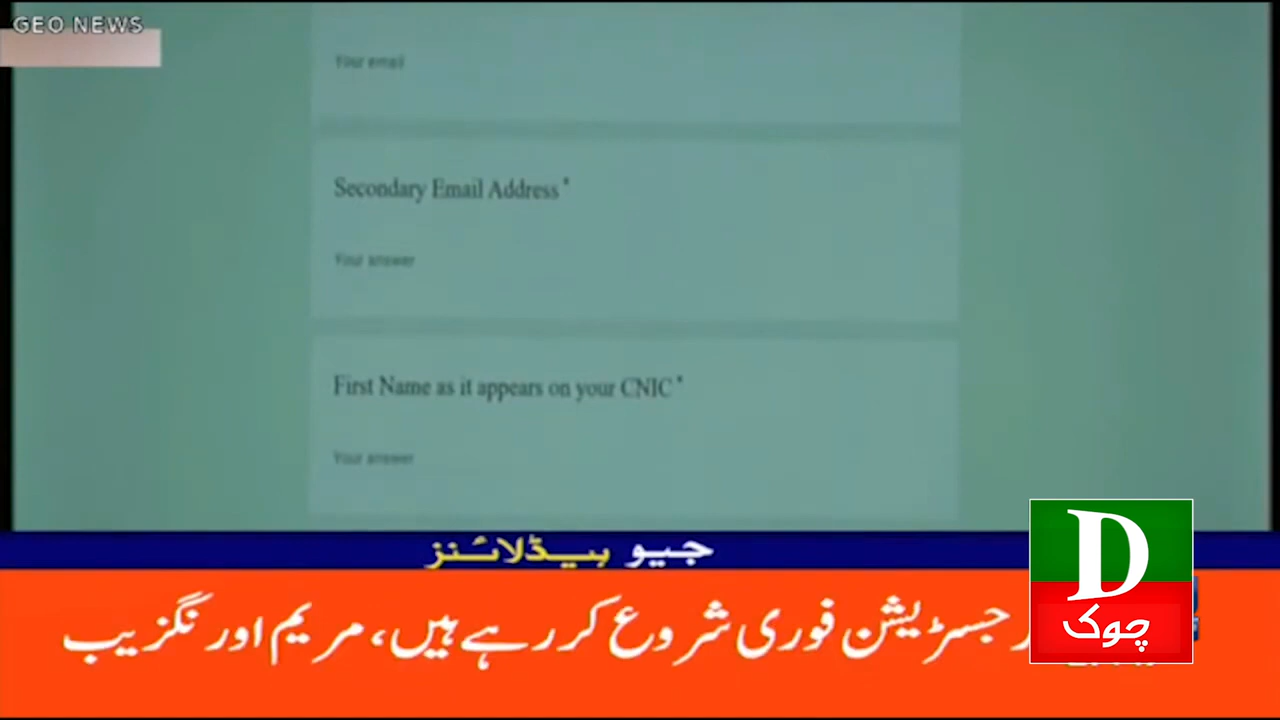 GEO NEWS
Your email
Secondary Email Address *
Your answer
First Name as it appears on your CNIC *
Your answer
جیو ہیڈلائنز
D
چوک
رجسٹریشن فوری شروع کر رہے ہیں، مریم اورنگزیب